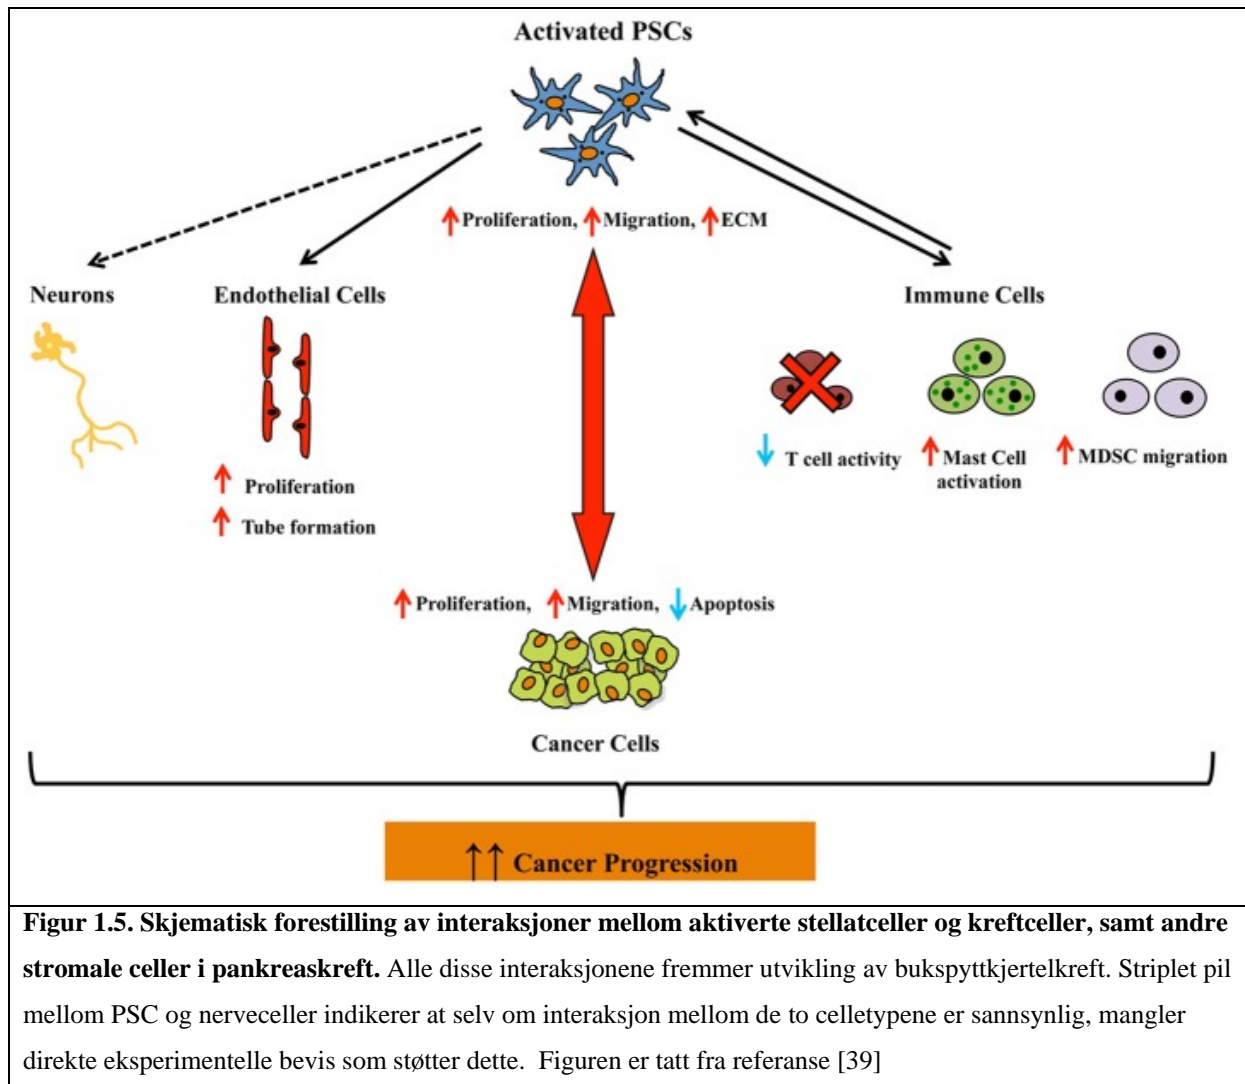 Activated PSCs
↑Proliferation, ↑Migration, ↑ECM
Neurons
Endothelial Cells
Immune Cells
↑ Proliferation
↑ Tube formation
↓ T cell activity
↑ Mast Cell
activation
↑ MDSC migration
↑Proliferation, ↑Migration, ↓Apoptosis
Cancer Cells
↑↑ Cancer Progression
Figur 1.5. Skjematisk forestilling av interaksjoner mellom aktiverte stellatceller og kreftceller, samt andre
stromale celler i pankreaskreft. Alle disse interaksjonene fremmer utvikling av bukspyttkjertelkreft. Striplet pil
mellom PSC og nerveceller indikerer at selv om interaksjon mellom de to celletypene er sannsynlig, mangler
direkte eksperimentelle bevis som støtter dette. Figuren er tatt fra referanse [39]